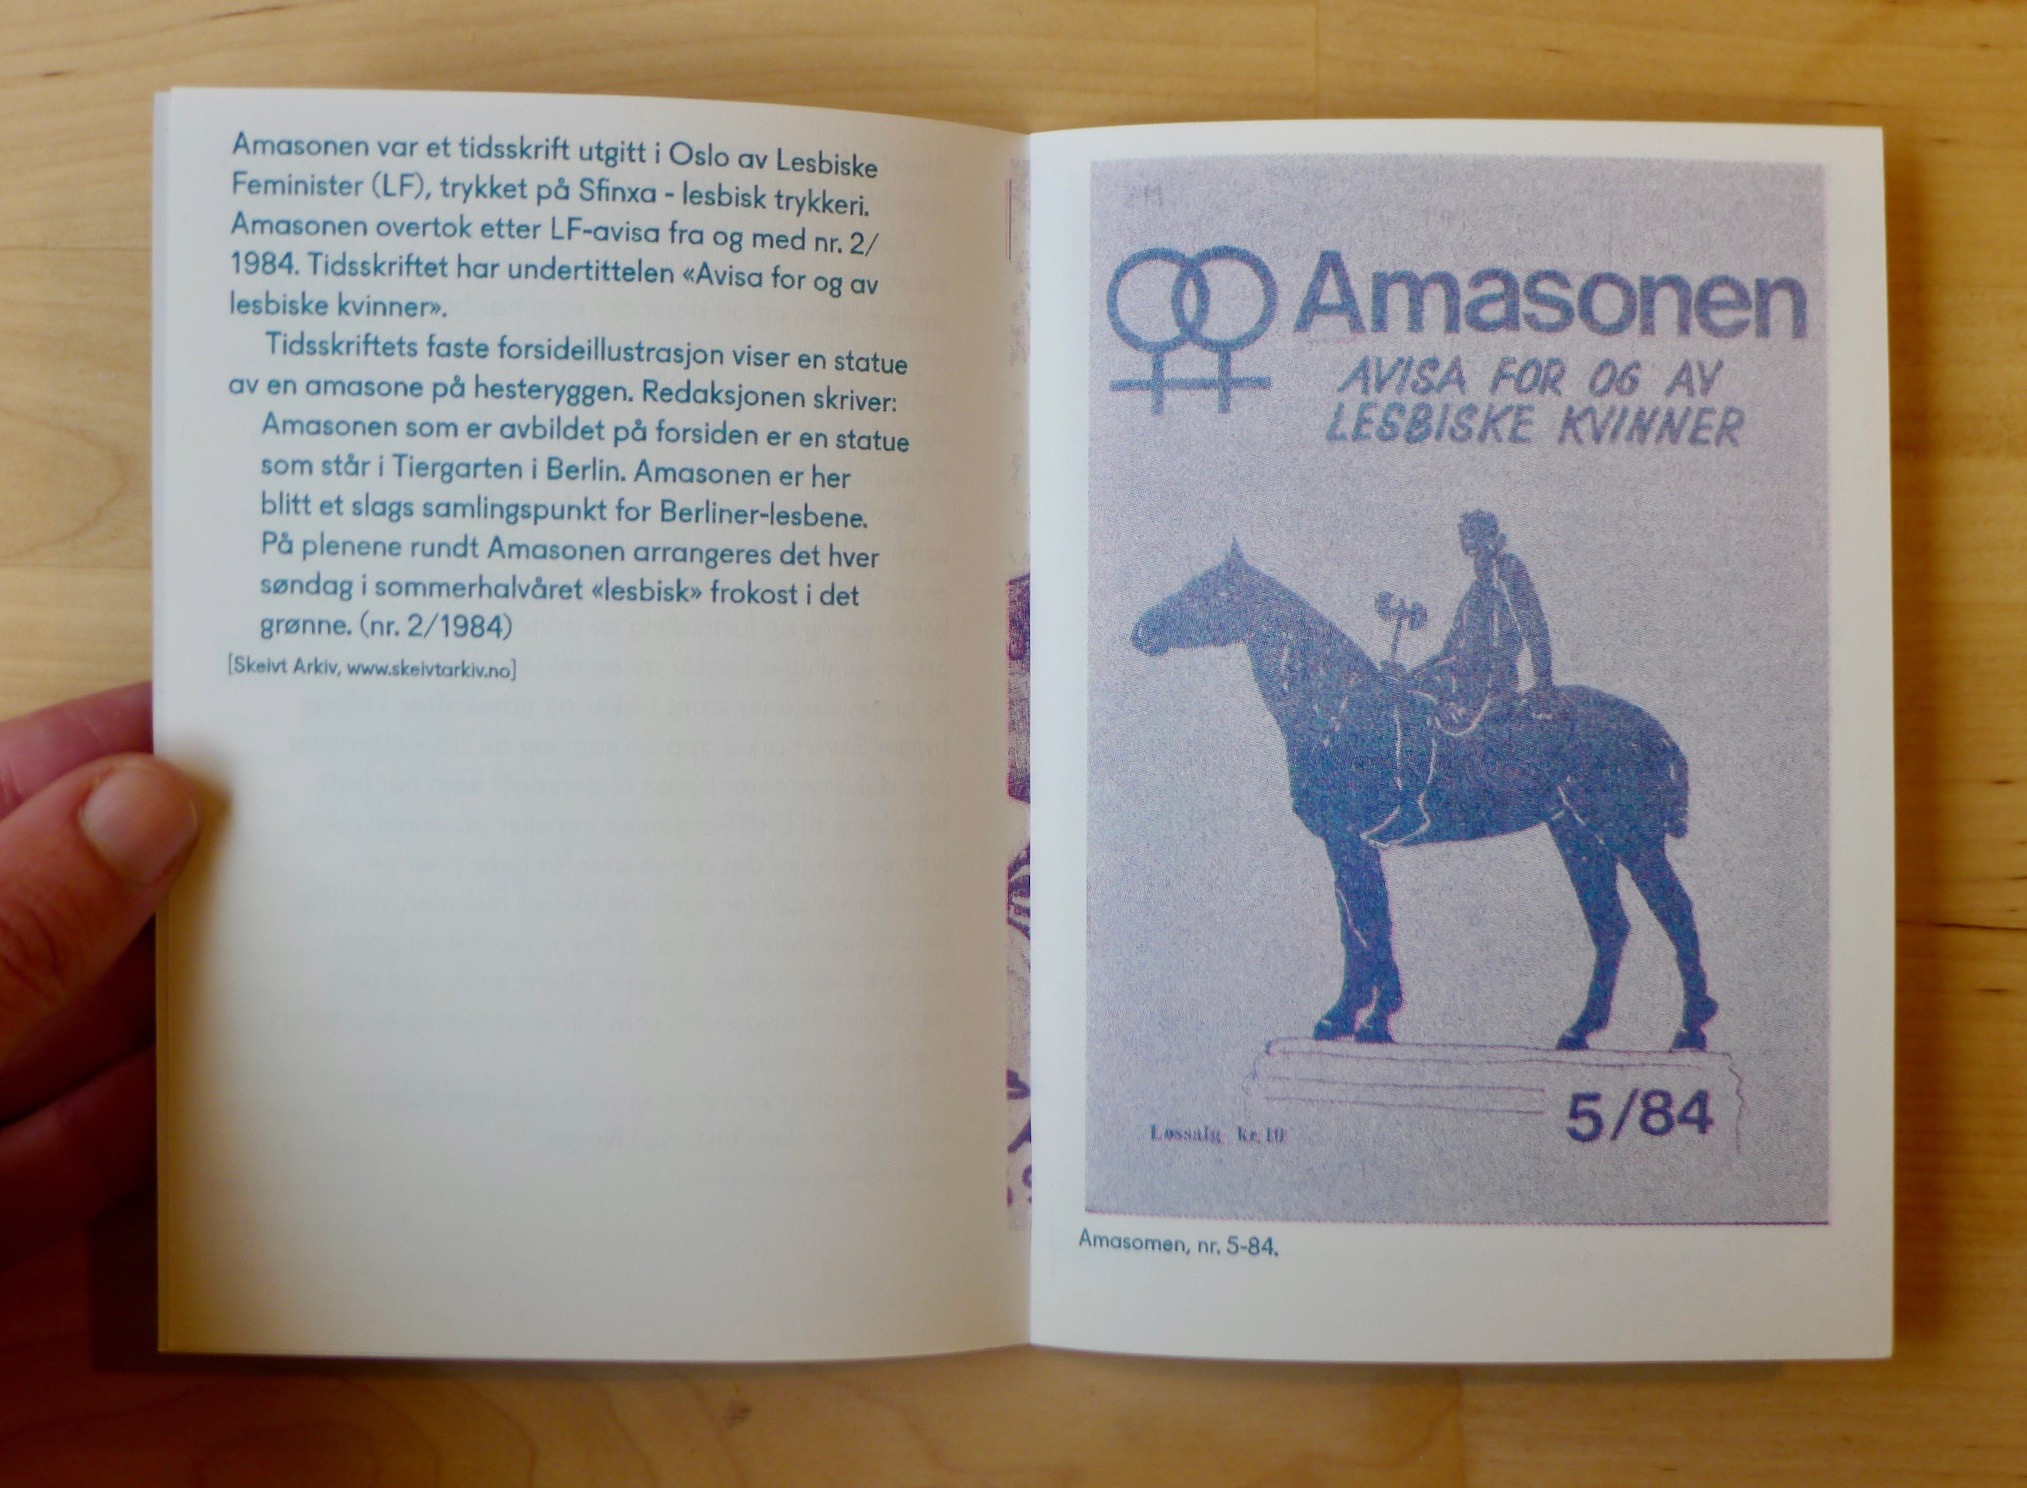 Amasonen var et tidsskrift utgitt i Oslo av Lesbiske
Feminister (LF), trykket på Sfinxa - lesbisk trykkeri.
Amasonen overtok etter LF-avisa fra og med nr. 2/
1984. Tidsskriftet har undertittelen «Avisa for og av
lesbiske kvinner».
Tidsskriftets faste forsideillustrasjon viser en statue
av en amasone på hesteryggen. Redaksjonen skriver:
Amasonen som er avbildet på forsiden er en statue
som står i Tiergarten i Berlin. Amasonen er her
blitt et slags samlingspunkt for Berliner-lesbene.
På plenene rundt Amasonen arrangeres det hver
søndag i sommerhalvåret «lesbisk» frokost i det
grønne. (nr. 2/1984)
[Skeivt Arkiv, www.skeivtarkiv.no]
Amasonen
AVISA FOR OG AV
LESBISKE KVINNER
5/84
Løssalg kr. 10
Amasomen, nr. 5-84.